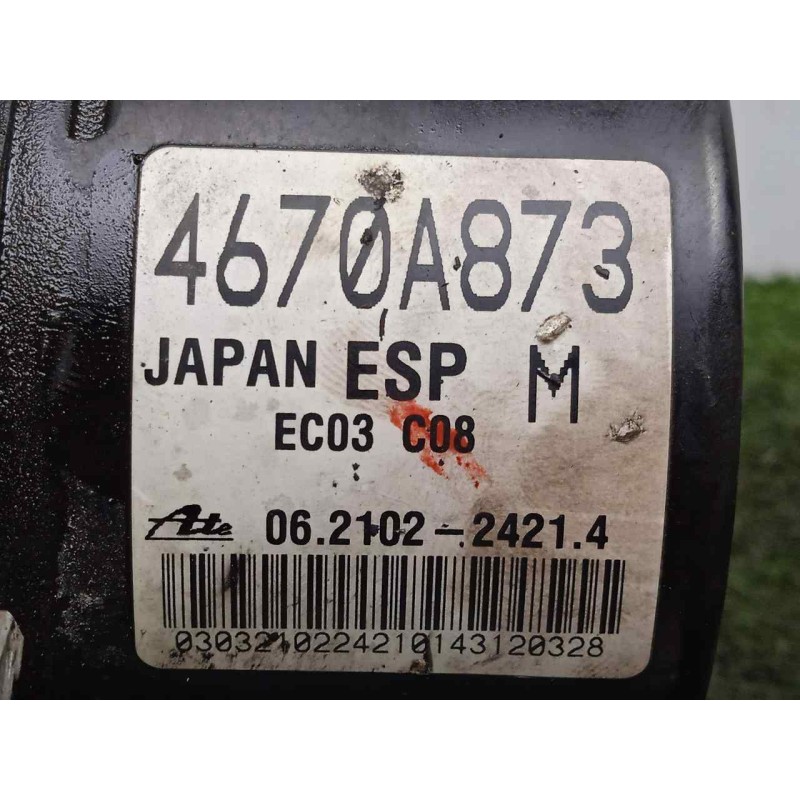 4670A873
JAPAN ESP M
EC03 C08
Ate 06.2102-2421.4
0303210224210143120328